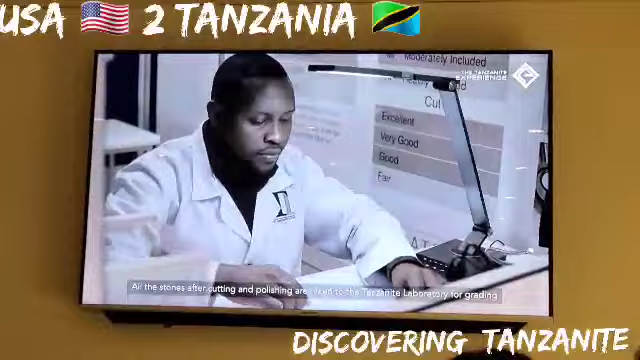 USA 🇺🇸 2 TANZANIA 🇹🇿
Moderately Included
THE TANZANITE
EXPERIENCE
Cut
Excellent
Very Good
Good
Fair
All the stones after cutting and polishing are taken to the Tanzanite Laboratory for grading
DISCOVERING TANZANITE